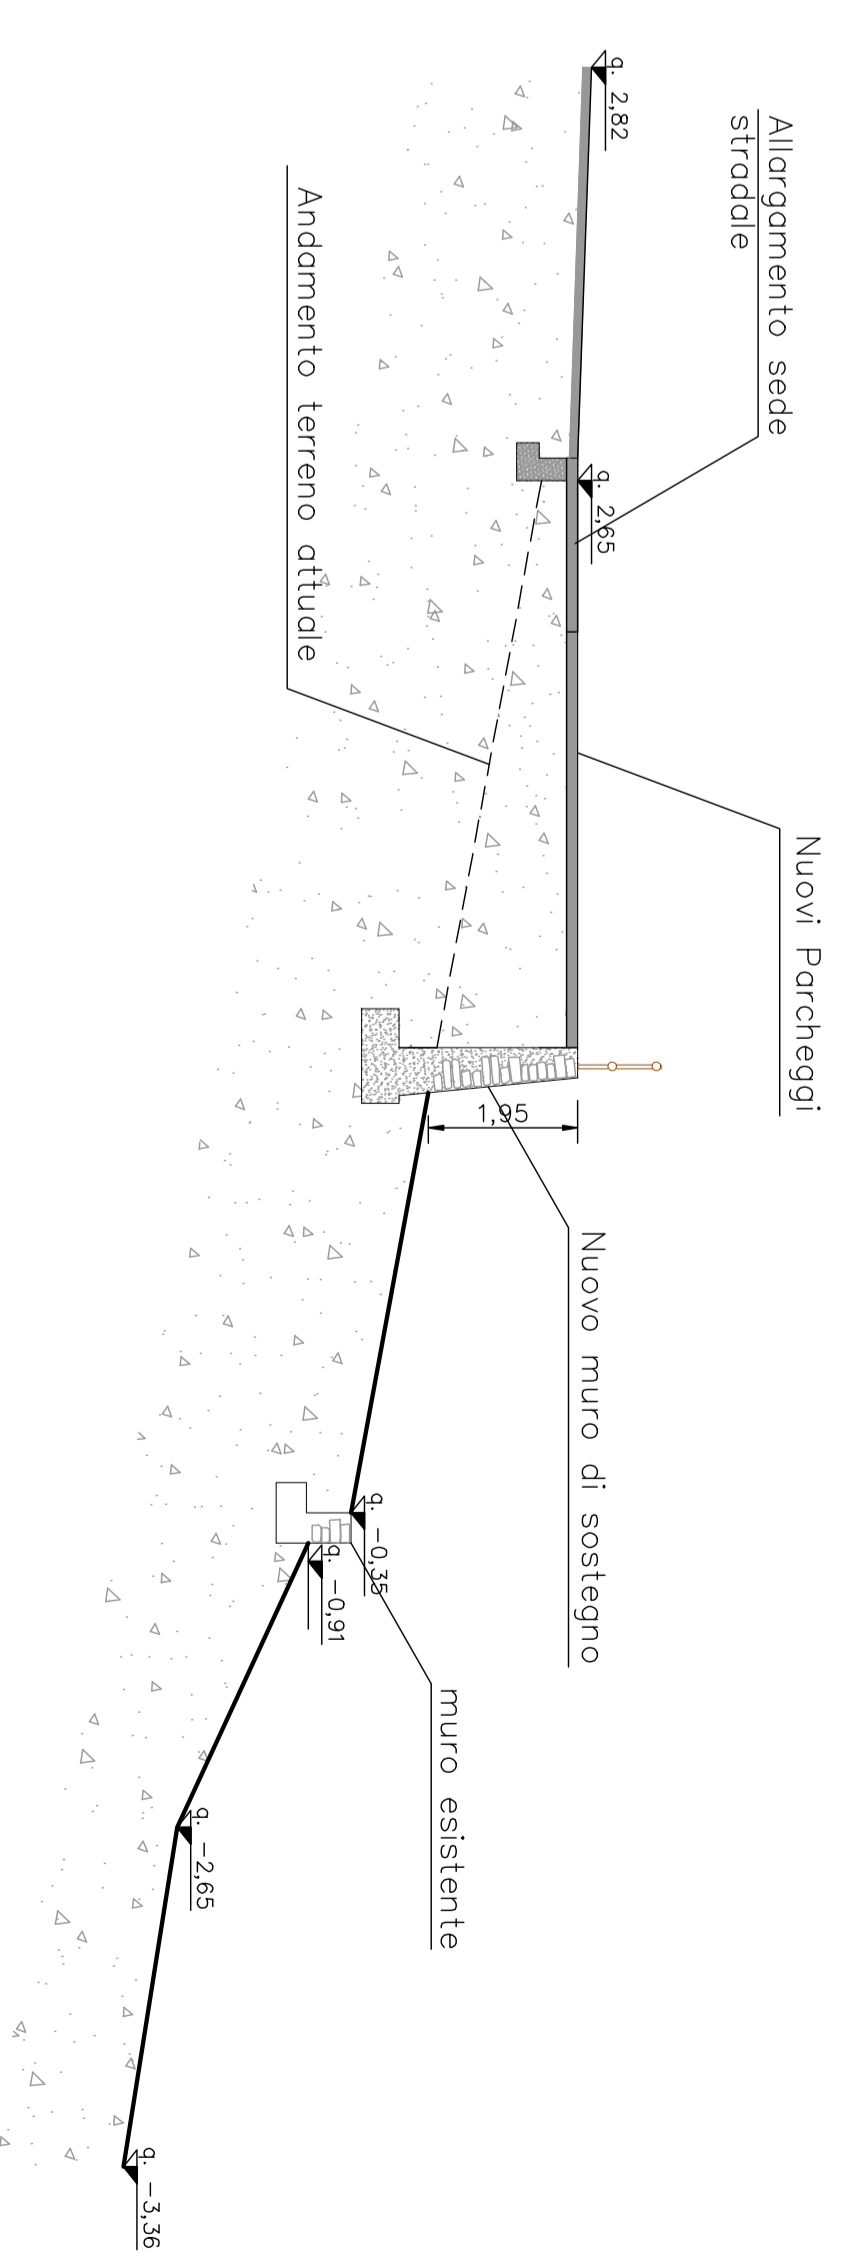 q. 2,82
Allargamento sede
stradale
Andamento terreno attuale
q. 2,65
Nuovi Parcheggi
1,95
Nuovo muro di sostegno
q. -0,35
q. -0,91
muro esistente
q. -2,65
q. -3,36